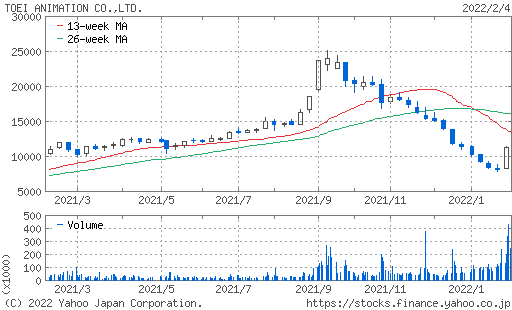 TOEI ANIMATION CO.,LTD. 2022/2/4
30000
13-week MA
26-week MA
25000
20000
15000
10000
5000
2021/3 2021/5 2021/7 2021/9 2021/11 2022/1
500
Volume
400
300
200
100
0
(x1000)
2021/3 2021/5 2021/7 2021/9 2021/11 2022/1
(C) 2022 Yahoo Japan Corporation. https://stocks.finance.yahoo.co.jp